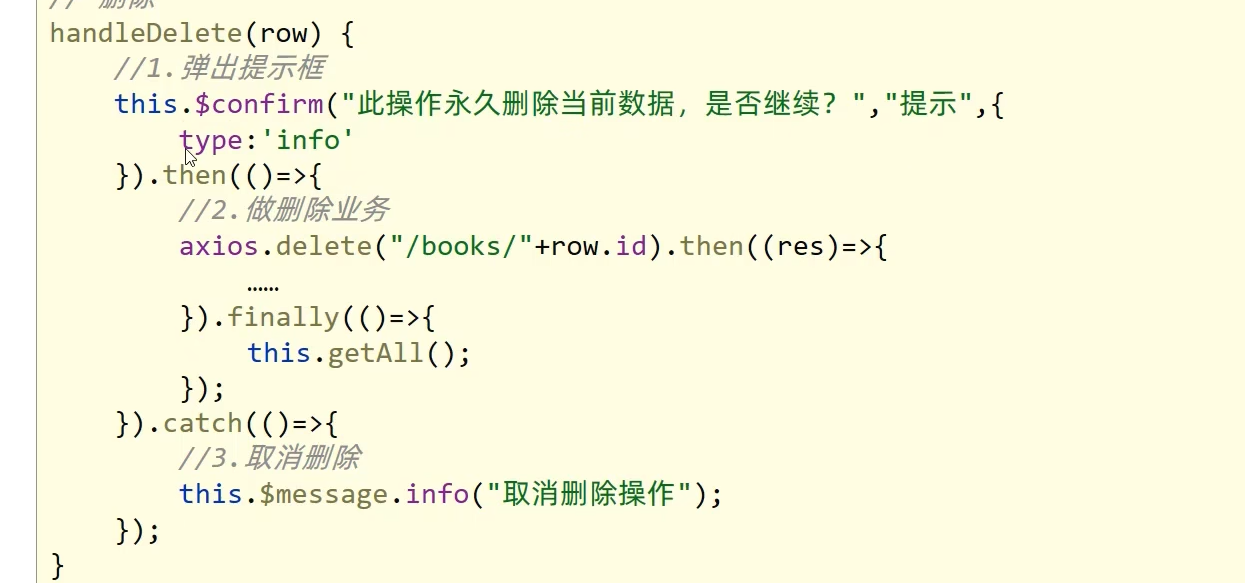 // 删除
handleDelete(row) {
//1.弹出提示框
this.$confirm("此操作永久删除当前数据，是否继续？","提示",{
type:'info'
}).then(()=>{
//2.做删除业务
axios.delete("/books/"+row.id).then((res)=>{
……
}).finally(()=>{
this.getAll();
});
}).catch(()=>{
//3.取消删除
this.$message.info("取消删除操作");
});
}